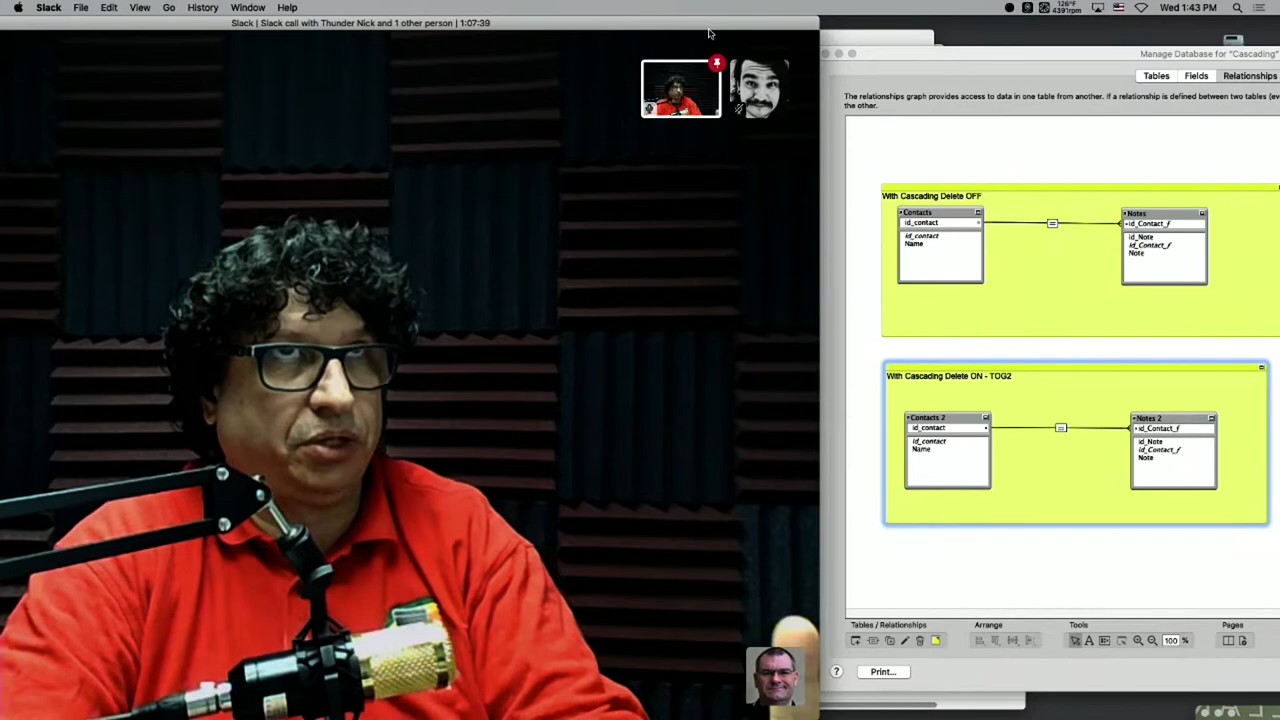 Slack File Edit View Go History Window Help
126°F
4391rpm
Wed 1:43 PM
Slack | Slack call with Thunder Nick and 1 other person | 1:07:39
Manage Database for "Cascading"
Tables Fields Relationships
The relationships graph provides access to data in one table from another. If a relationship is defined between two tables (eve
the other.
With Cascading Delete OFF
Contacts
id_contact
id_contact
Name
Notes
id_Contact_f
id_Note
id_Contact_f
Note
With Cascading Delete ON - TOG2
Contacts 2
id_contact
id_contact
Name
Notes 2
id_Contact_f
id_Note
id_Contact_f
Note
Tables / Relationships Arrange Tools Pages
A 100 %
? Print...